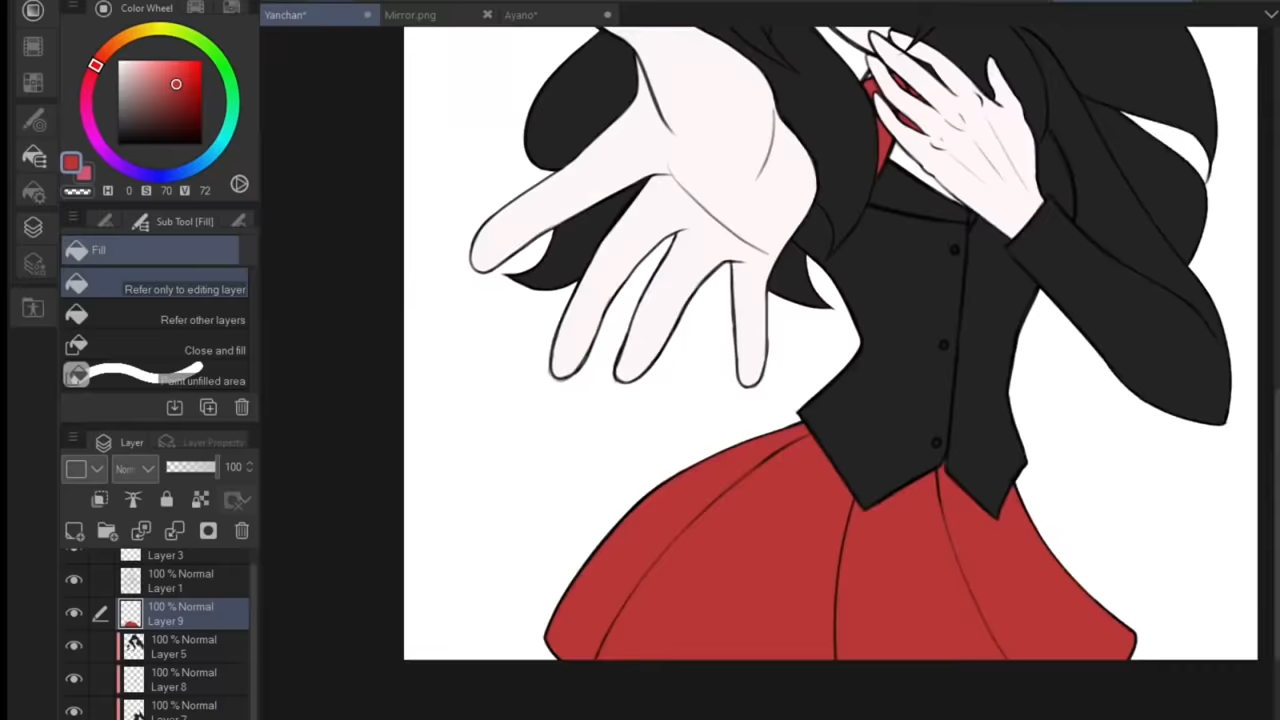 Color Wheel
Yanchan*
Mirror.png
Ayano*
H 0 S 70 V 72
Sub Tool [Fill]
Fill
Refer only to editing layer
Refer other layers
Close and fill
Paint unfilled area
Layer
Layer Property
Norm
100
Layer 3
100 % Normal
Layer 1
100 % Normal
Layer 9
100 % Normal
Layer 5
100 % Normal
Layer 8
100 % Normal
Layer 7